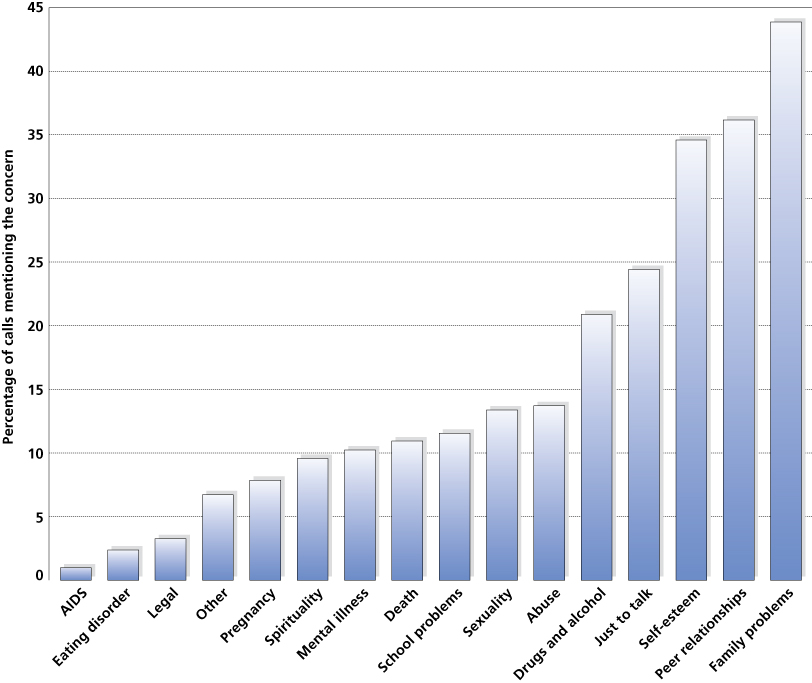 Percentage of calls mentioning the concern
45
40
35
30
25
20
15
10
5
0
AIDS
Eating disorder
Legal
Other
Pregnancy
Spirituality
Mental illness
Death
School problems
Sexuality
Abuse
Drugs and alcohol
Just to talk
Self-esteem
Peer relationships
Family problems